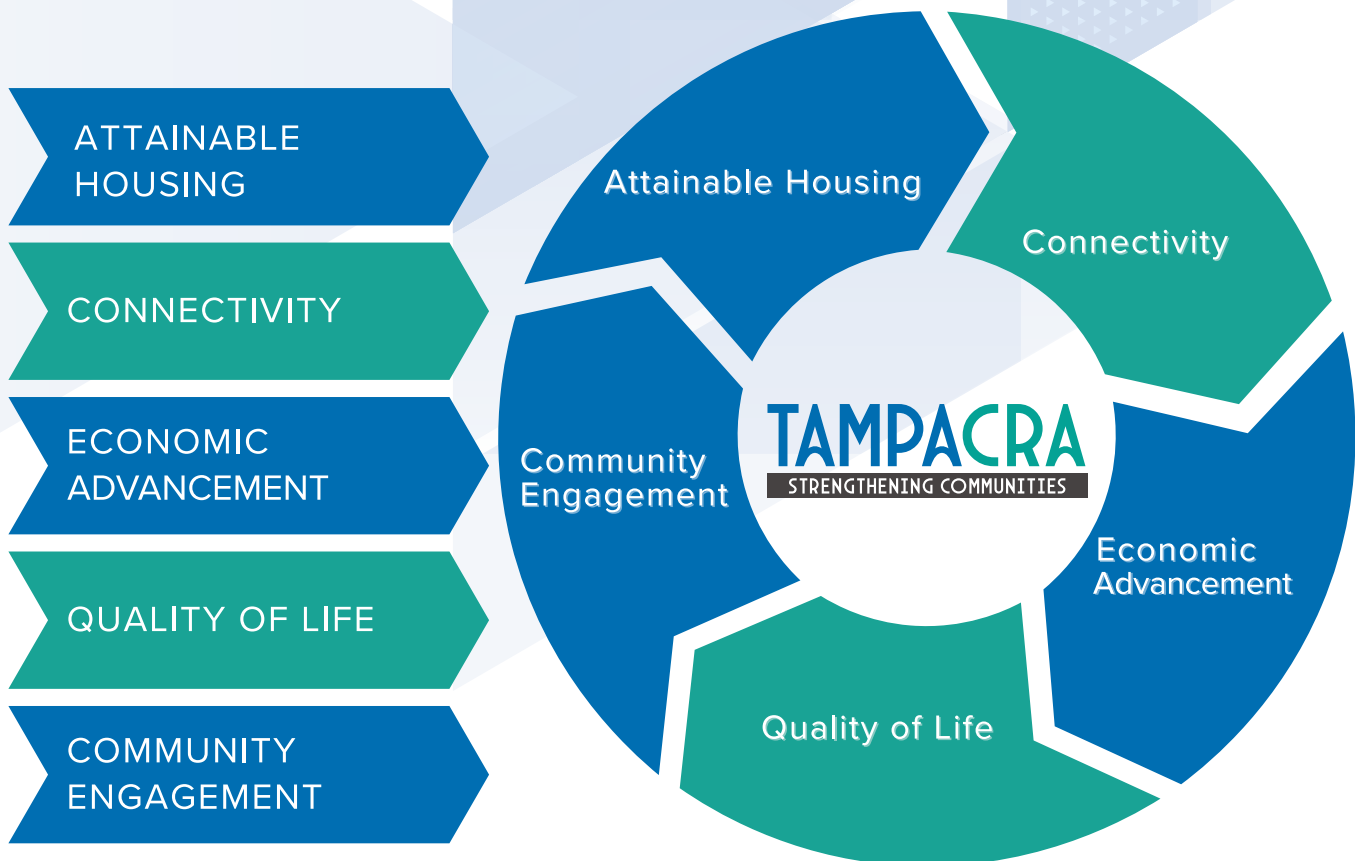 ATTAINABLE
HOUSING
CONNECTIVITY
ECONOMIC
ADVANCEMENT
QUALITY OF LIFE
COMMUNITY
ENGAGEMENT
Attainable Housing
Connectivity
Economic
Advancement
Quality of Life
Community
Engagement
TAMPACRA
STRENGTHENING COMMUNITIES